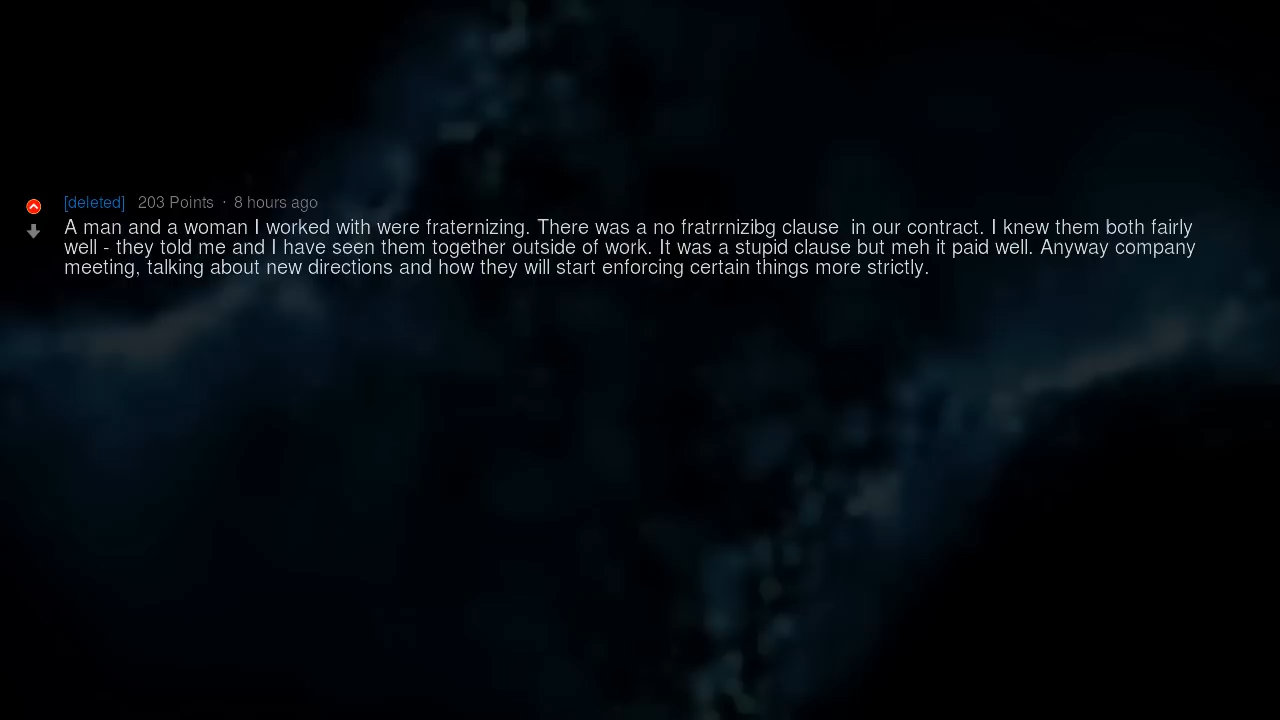 [deleted] 203 Points · 8 hours ago
A man and a woman I worked with were fraternizing. There was a no fratrrnizibg clause  in our contract. I knew them both fairly
well - they told me and I have seen them together outside of work. It was a stupid clause but meh it paid well. Anyway company
meeting, talking about new directions and how they will start enforcing certain things more strictly.